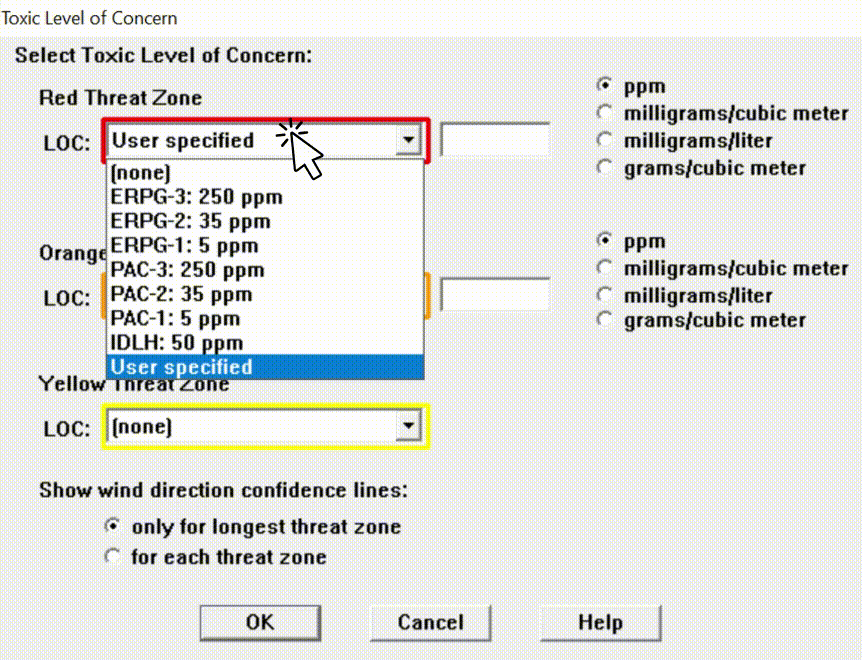 Toxic Level of Concern
Select Toxic Level of Concern:
Red Threat Zone
LOC: User specified
ppm
milligrams/cubic meter
milligrams/liter
grams/cubic meter
(none)
ERPG-3: 250 ppm
ERPG-2: 35 ppm
ERPG-1: 5 ppm
PAC-3: 250 ppm
PAC-2: 35 ppm
PAC-1: 5 ppm
IDLH: 50 ppm
User specified
Orange
LOC:
ppm
milligrams/cubic meter
milligrams/liter
grams/cubic meter
Yellow Threat Zone
LOC: (none)
Show wind direction confidence lines:
only for longest threat zone
for each threat zone
OK Cancel Help